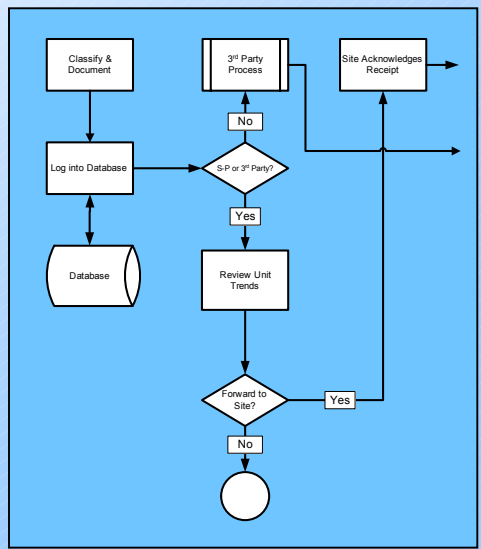 Classify &
Document
3rd Party
Process
Site Acknowledges
Receipt
No
Log into Database
S-P or 3rd Party?
Yes
Database
Review Unit
Trends
Forward to
Site?
Yes
No